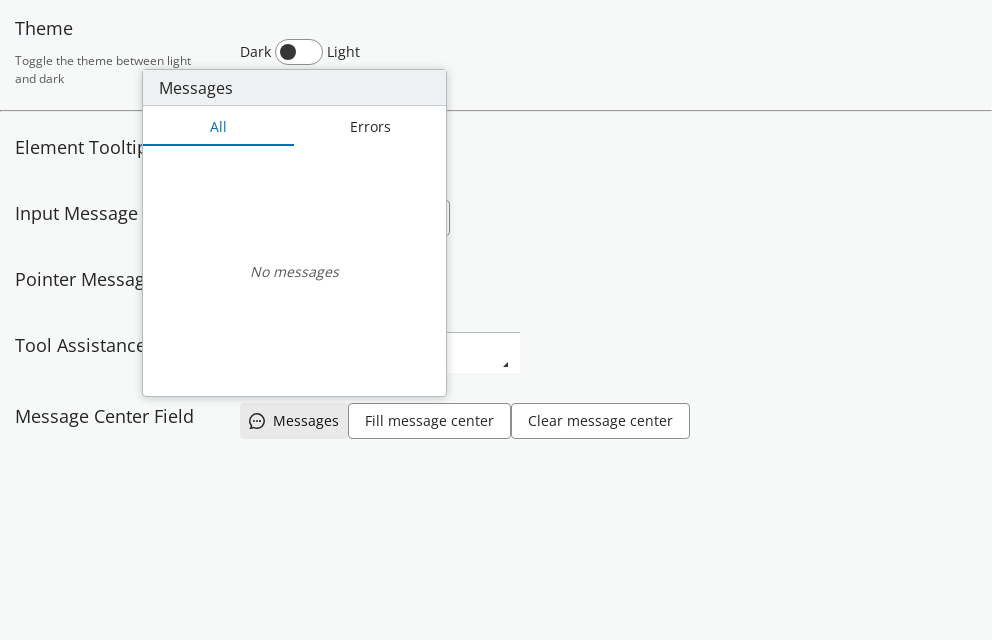 Theme
Toggle the theme between light
and dark
Dark Light
Messages
All Errors
No messages
Element Tooltip
Input Message
Pointer Messag
Tool Assistance
Message Center Field
Messages Fill message center Clear message center